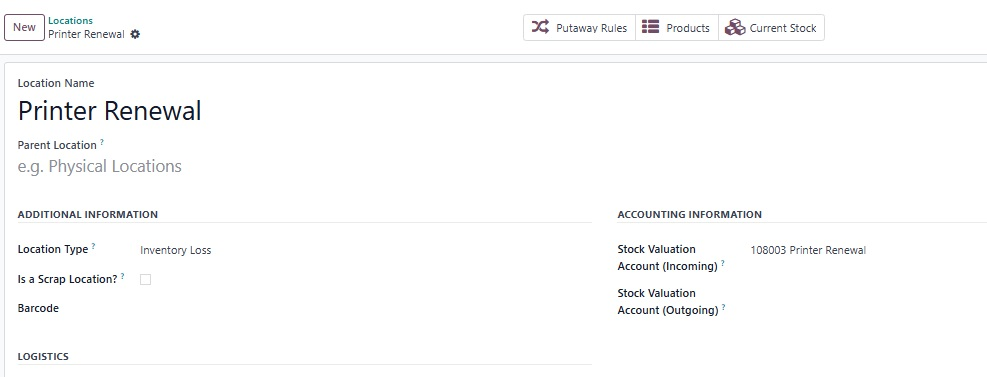 New
Locations
Printer Renewal
Putaway Rules
Products
Current Stock
Location Name
Printer Renewal
Parent Location ?
e.g. Physical Locations
ADDITIONAL INFORMATION
Location Type ? Inventory Loss
Is a Scrap Location? ?
Barcode
LOGISTICS
ACCOUNTING INFORMATION
Stock Valuation
Account (Incoming) ? 108003 Printer Renewal
Stock Valuation
Account (Outgoing) ?